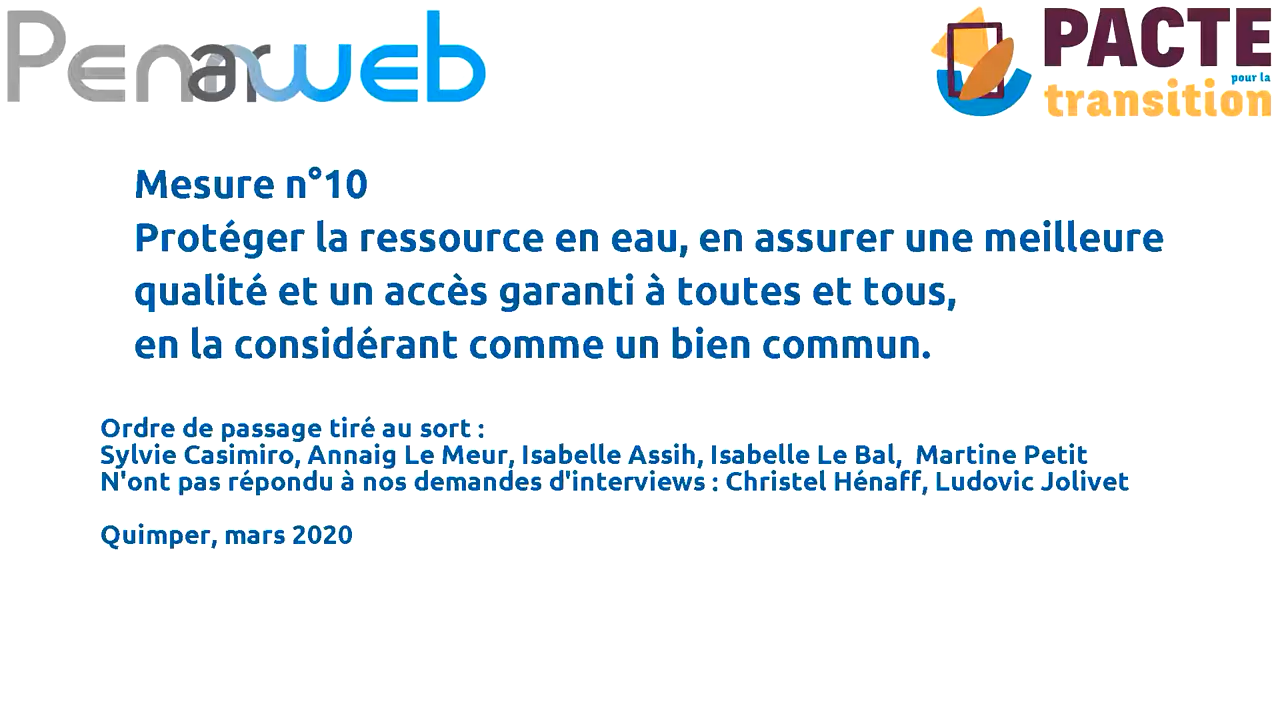 Penarweb
PACTE
pour la
transition
Mesure n°10
Protéger la ressource en eau, en assurer une meilleure
qualité et un accès garanti à toutes et tous,
en la considérant comme un bien commun.
Ordre de passage tiré au sort :
Sylvie Casimiro, Annaig Le Meur, Isabelle Assih, Isabelle Le Bal, Martine Petit
N'ont pas répondu à nos demandes d'interviews : Christel Hénaff, Ludovic Jolivet
Quimper, mars 2020